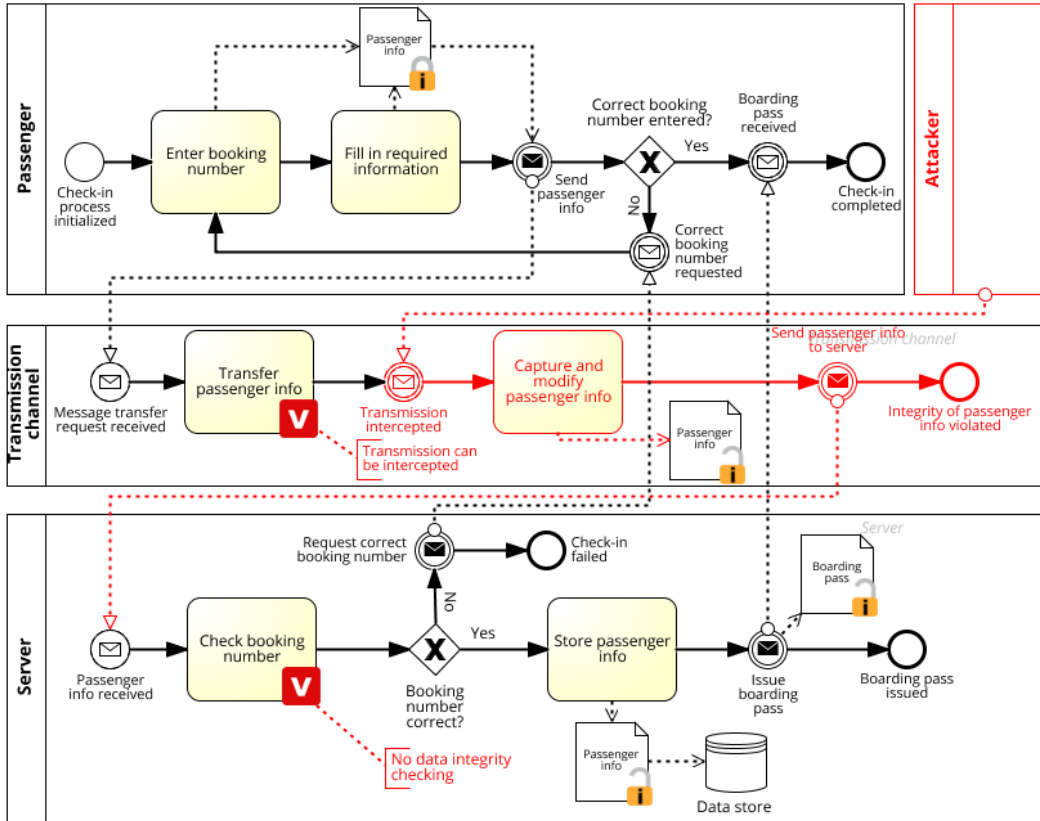 Passenger
Check-in
process
initialized
Enter booking
number
Fill in required
information
Passenger
info
i
Send
passenger
info
Correct booking
number entered?
X
Yes
No
Correct
booking
number
requested
Boarding
pass
received
Check-in
completed
Attacker
Transmission
channel
Transmission Channel
Message transfer
request received
Transfer
passenger info
V
Transmission can
be intercepted
Transmission
intercepted
Capture and
modify
passenger info
Passenger
info
i
Send passenger info
to server
Integrity of passenger
info violated
Server
Server
Passenger
info received
Check booking
number
V
No data integrity
checking
Request correct
booking number
Check-in
failed
No
X
Yes
Booking
number
correct?
Store passenger
info
Passenger
info
i
Data store
Issue
boarding
pass
Boarding
pass
i
Boarding pass
issued